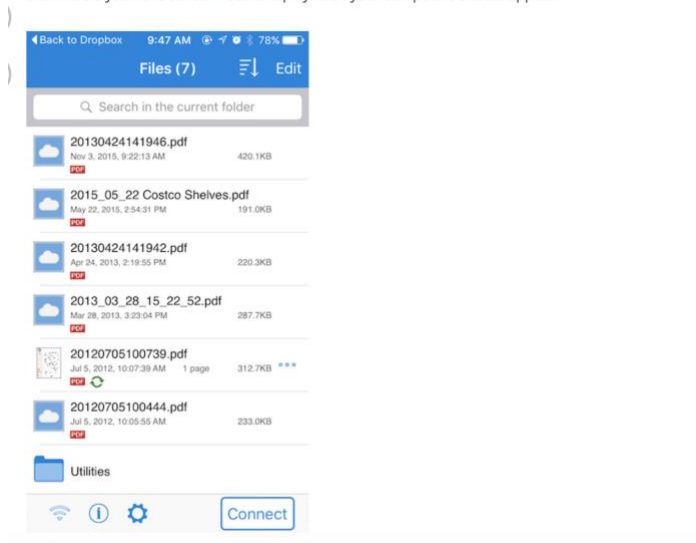 Back to Dropbox 9:47 AM 78%
Files (7) Edit
Search in the current folder
20130424141946.pdf
Nov 3, 2015, 9:22:13 AM 420.1KB
PDF
2015_05_22 Costco Shelves.pdf
May 22, 2015, 2:54:31 PM 191.0KB
PDF
20130424141942.pdf
Apr 24, 2013, 2:19:55 PM 220.3KB
PDF
2013_03_28_15_22_52.pdf
Mar 28, 2013, 3:23:04 PM 287.7KB
PDF
20120705100739.pdf
Jul 5, 2012, 10:07:39 AM 1 page 312.7KB
PDF
20120705100444.pdf
Jul 5, 2012, 10:05:55 AM 233.0KB
PDF
Utilities
Connect